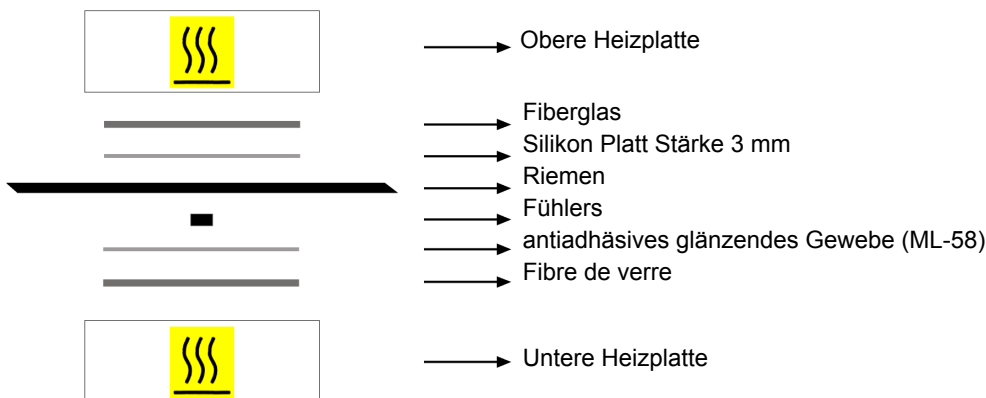 Obere Heizplatte
Fiberglas
Silikon Platt Stärke 3 mm
Riemen
Fühlers
antiadhäsives glänzendes Gewebe (ML-58)
Fibre de verre
Untere Heizplatte